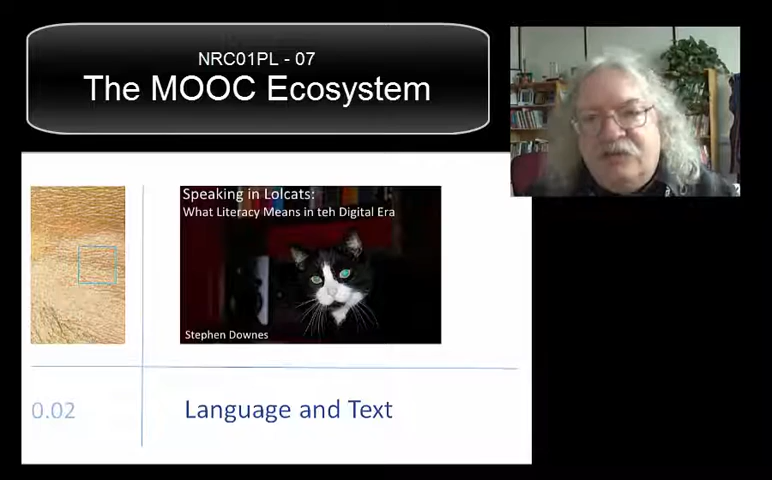 NRC01PL - 07
The MOOC Ecosystem
Speaking in Lolcats:
What Literacy Means in teh Digital Era
Stephen Downes
0.02
Language and Text